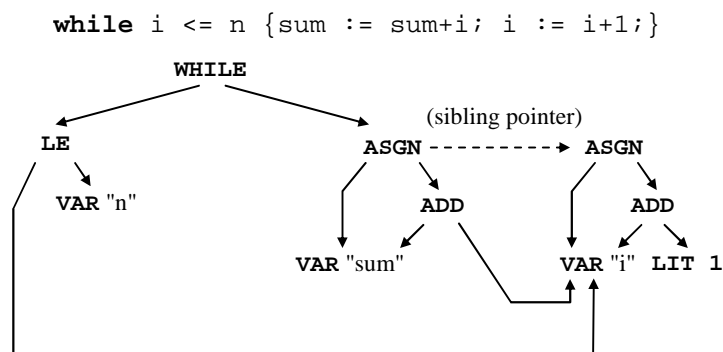 while i <= n {sum := sum+i; i := i+1;}
WHILE
(sibling pointer)
LE ASGN ASGN
VAR "n" ADD ADD
VAR "sum" VAR "i" LIT 1